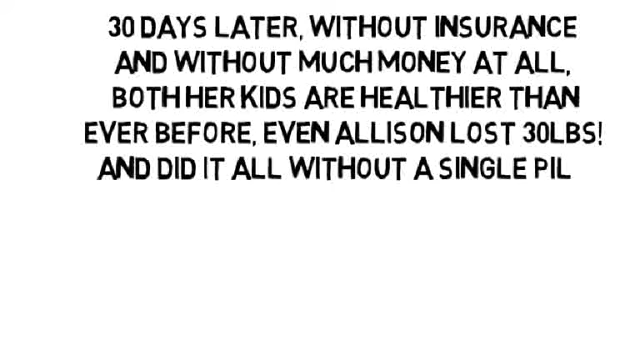 30 DAYS LATER, WITHOUT INSURANCE
AND WITHOUT MUCH MONEY AT ALL,
BOTH HER KIDS ARE HEALTHIER THAN
EVER BEFORE, EVEN ALLISON LOST 30LBS!
AND DID IT ALL WITHOUT A SINGLE PIL